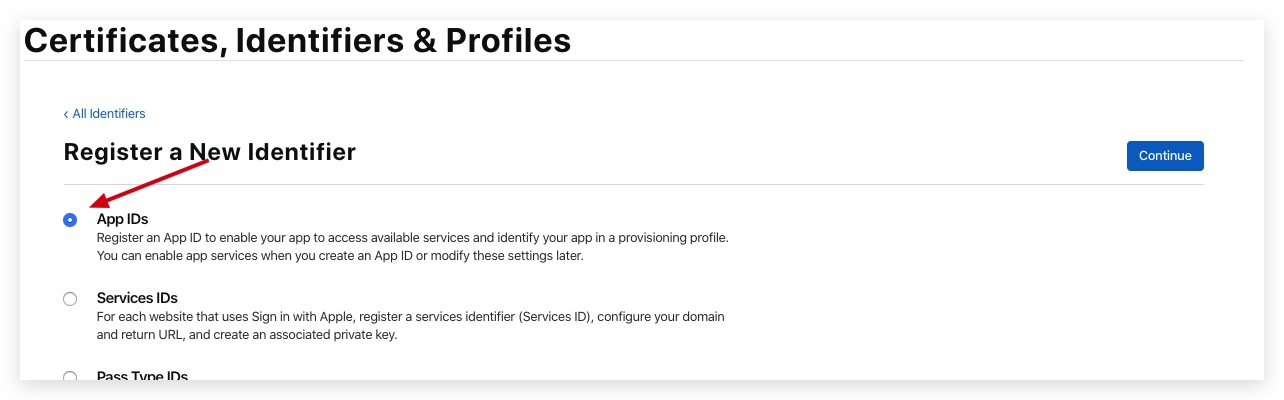 Certificates, Identifiers & Profiles
‹ All Identifiers
Register a New Identifier
Continue
App IDs
Register an App ID to enable your app to access available services and identify your app in a provisioning profile.
You can enable app services when you create an App ID or modify these settings later.
Services IDs
For each website that uses Sign in with Apple, register a services identifier (Services ID), configure your domain
and return URL, and create an associated private key.
Pass Type IDs